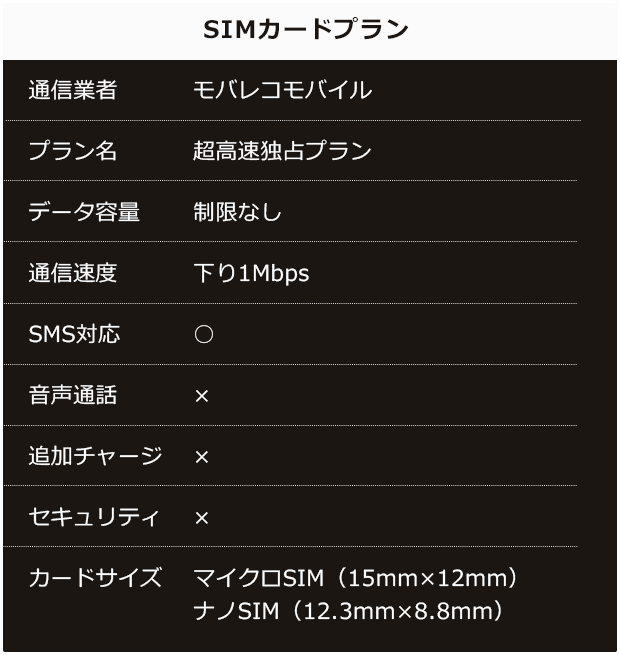 SIMカードプラン
通信業者 モバレコモバイル
プラン名 超高速独占プラン
データ容量 制限なし
通信速度 下り1Mbps
SMS対応 ○
音声通話 ×
追加チャージ ×
セキュリティ ×
カードサイズ マイクロSIM（15mm×12mm）
ナノSIM（12.3mm×8.8mm）